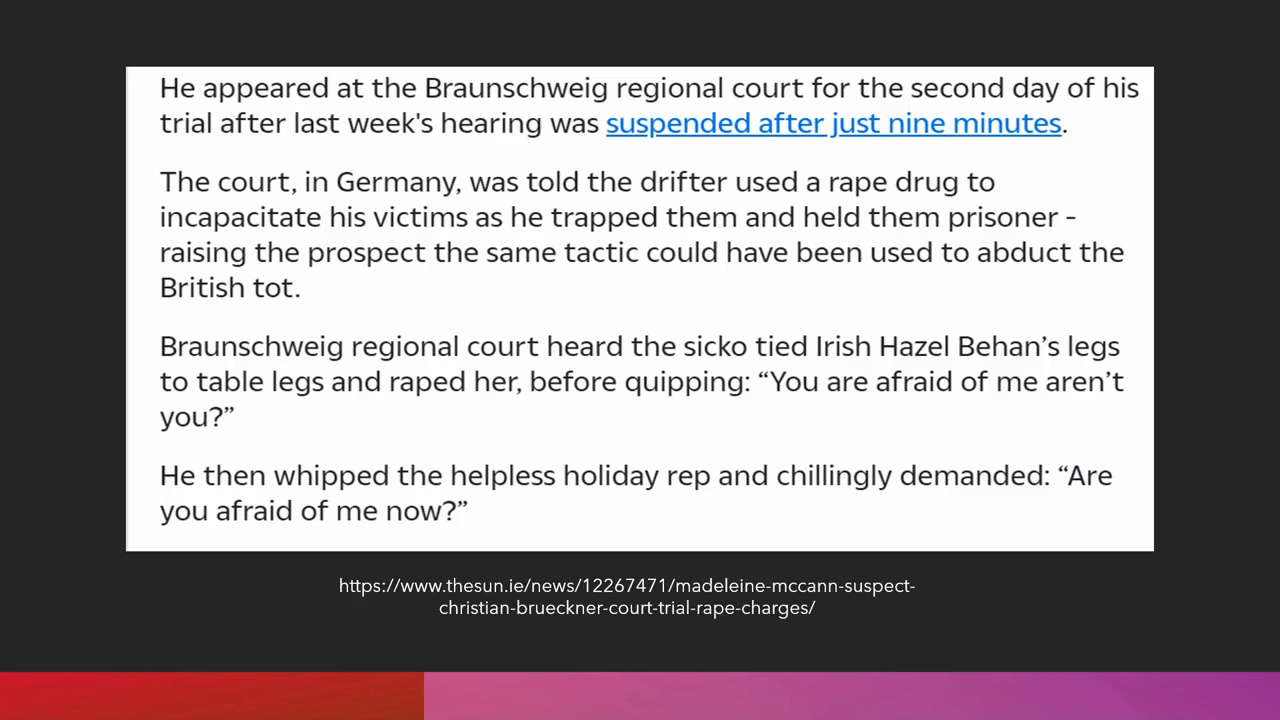 He appeared at the Braunschweig regional court for the second day of his
trial after last week's hearing was suspended after just nine minutes.
The court, in Germany, was told the drifter used a rape drug to
incapacitate his victims as he trapped them and held them prisoner -
raising the prospect the same tactic could have been used to abduct the
British tot.
Braunschweig regional court heard the sicko tied Irish Hazel Behan’s legs
to table legs and raped her, before quipping: “You are afraid of me aren’t
you?”
He then whipped the helpless holiday rep and chillingly demanded: “Are
you afraid of me now?”
https://www.thesun.ie/news/12267471/madeleine-mccann-suspect-
christian-brueckner-court-trial-rape-charges/